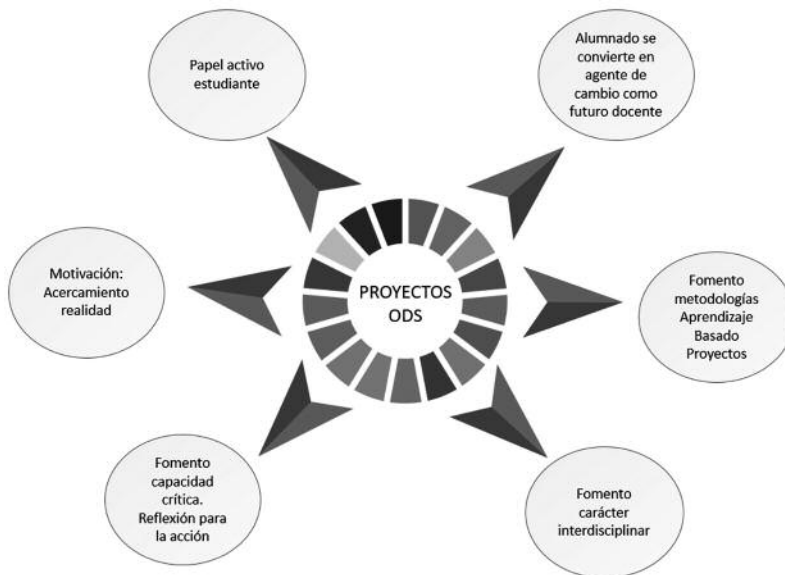 Papel activo
estudiante
Alumnado se
convierte en
agente de
cambio como
futuro docente
Motivación:
Acercamiento
realidad
PROYECTOS
ODS
Fomento
metodologías
Aprendizaje
Basado
Proyectos
Fomento
capacidad
crítica.
Reflexión para
la acción
Fomento
carácter
interdisciplinar